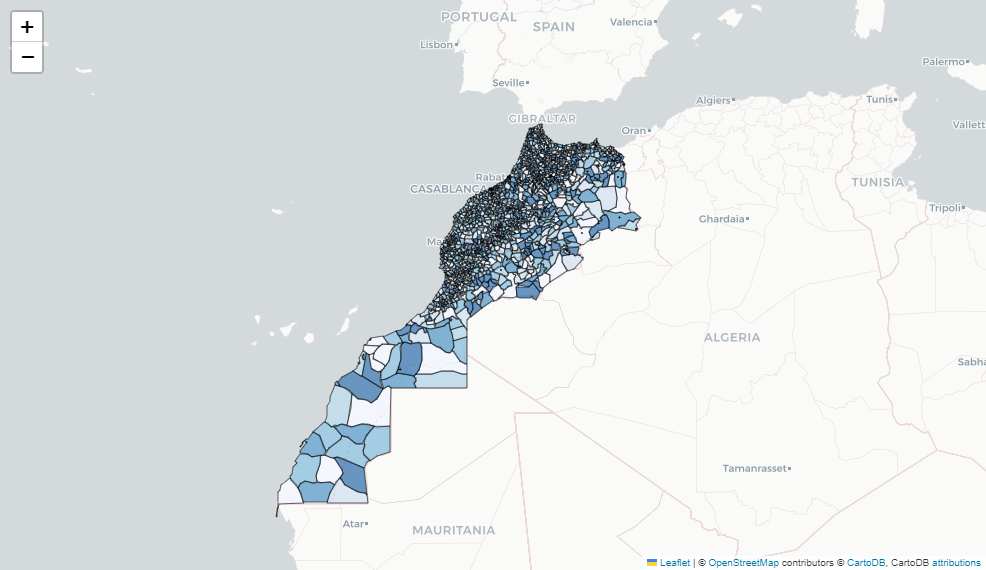 +
−
PORTUGAL
SPAIN
Valencia
Lisbon
Seville
Palermo
Algiers
Tunis
GIBRALTAR
Oran
Vallett
Rabat
CASABLANCA
TUNISIA
Tripoli
Ghardaia
Ma
ALGERIA
Sabha
Tamanrasset
Atar
MAURITANIA
Leaflet | © OpenStreetMap contributors © CartoDB, CartoDB attributions